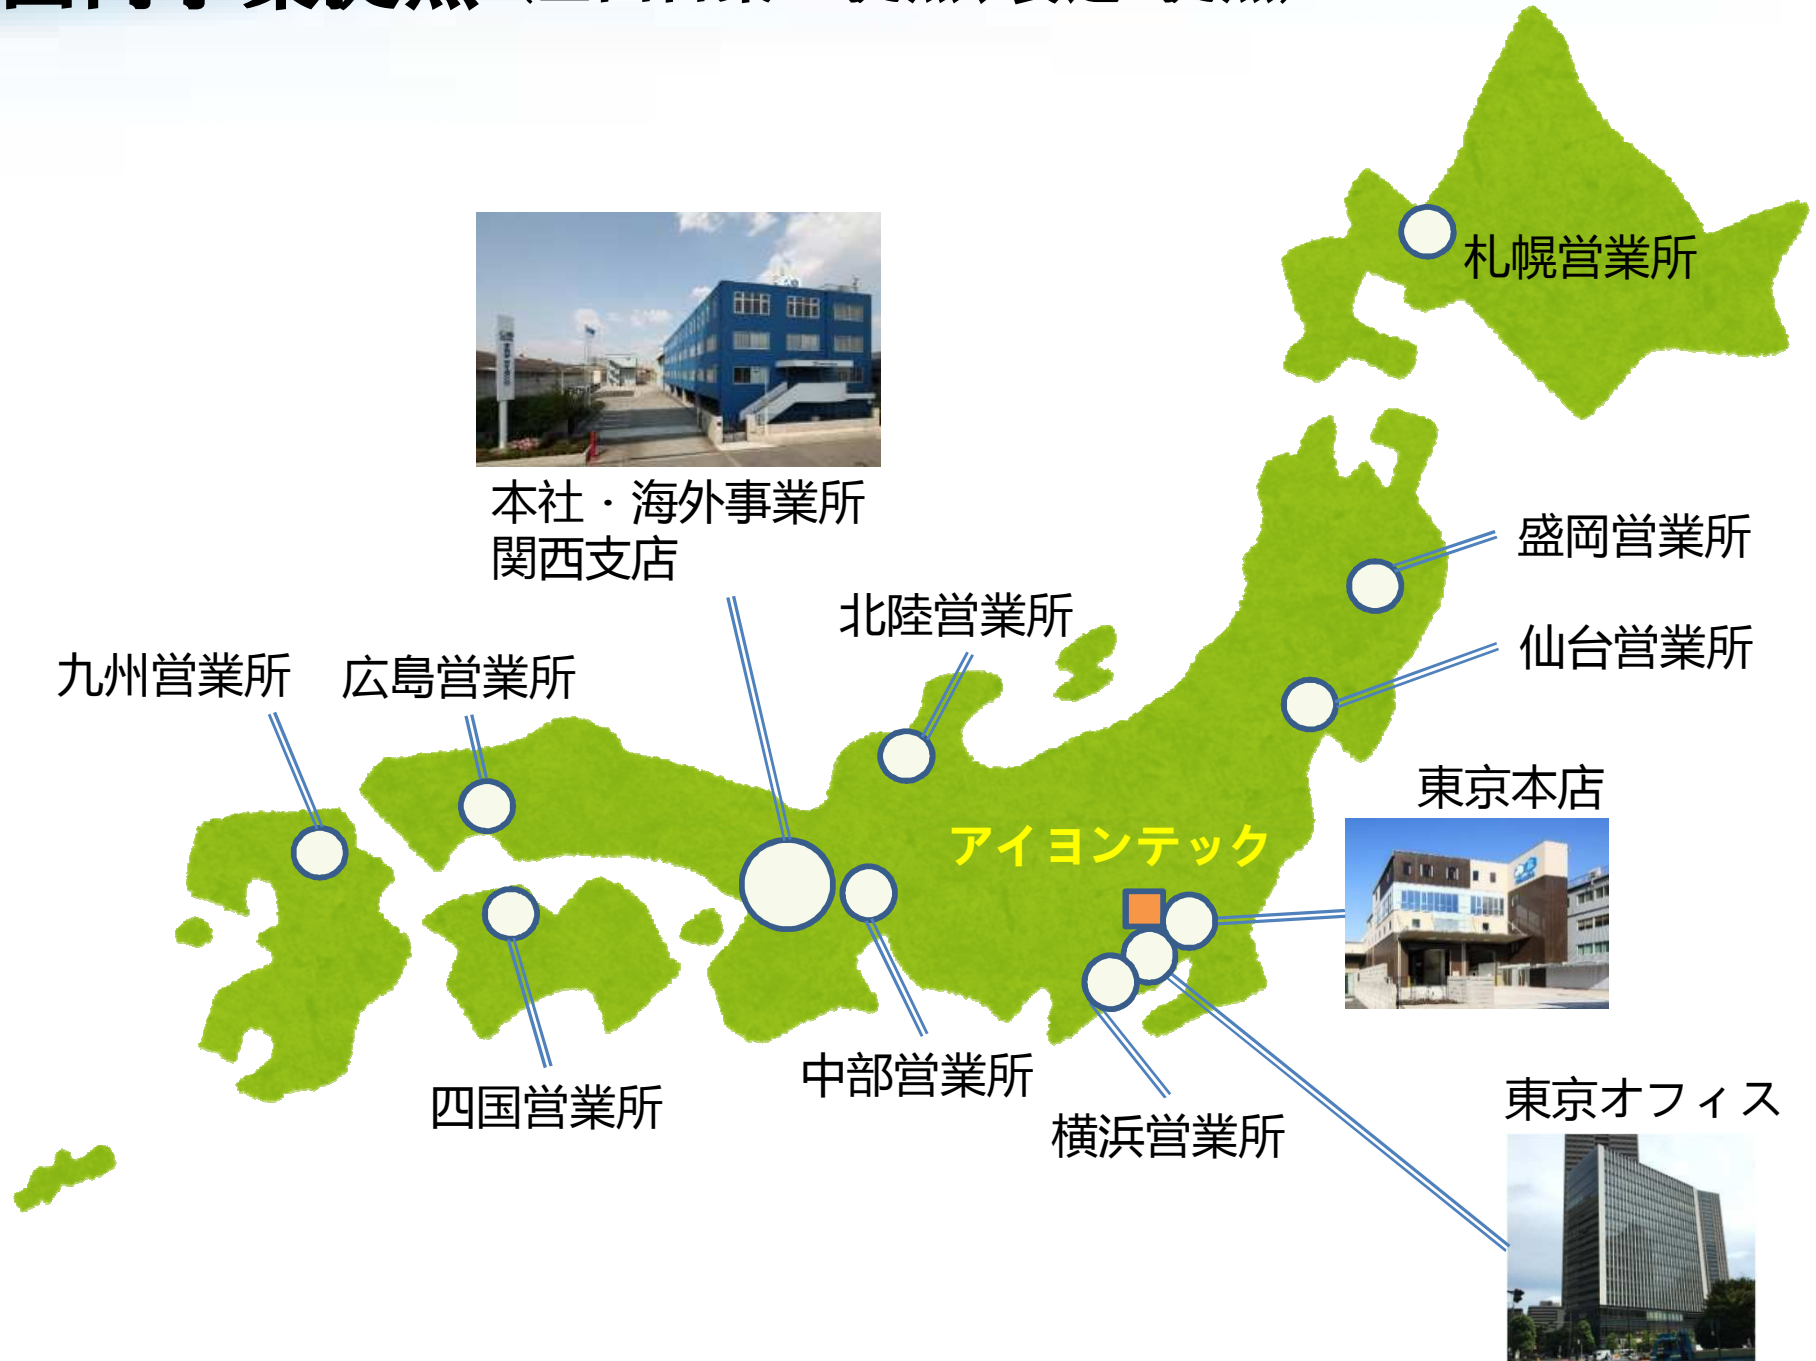 札幌営業所
本社・海外事業所
関西支店
盛岡営業所
北陸営業所
仙台営業所
九州営業所
広島営業所
東京本店
アイヨンテック
中部営業所
四国営業所
東京オフィス
横浜営業所